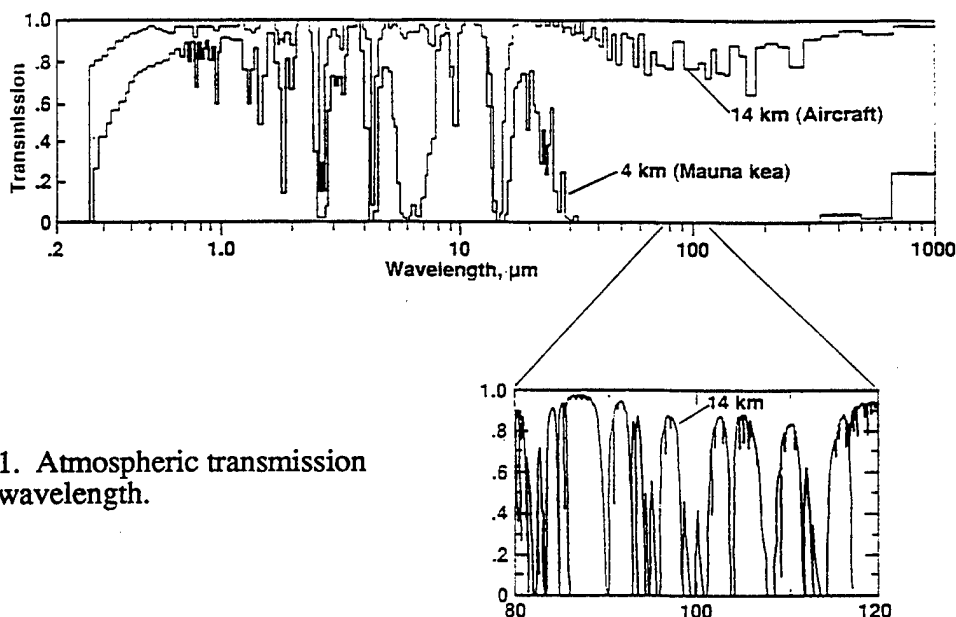 1.0
.8
.6
.4
.2
0
Transmission
14 km (Aircraft)
4 km (Mauna kea)
.2 1.0 10 100 1000
Wavelength, µm
1.0
.8
.6
.4
.2
0
14 km
80 100 120
1. Atmospheric transmission
wavelength.